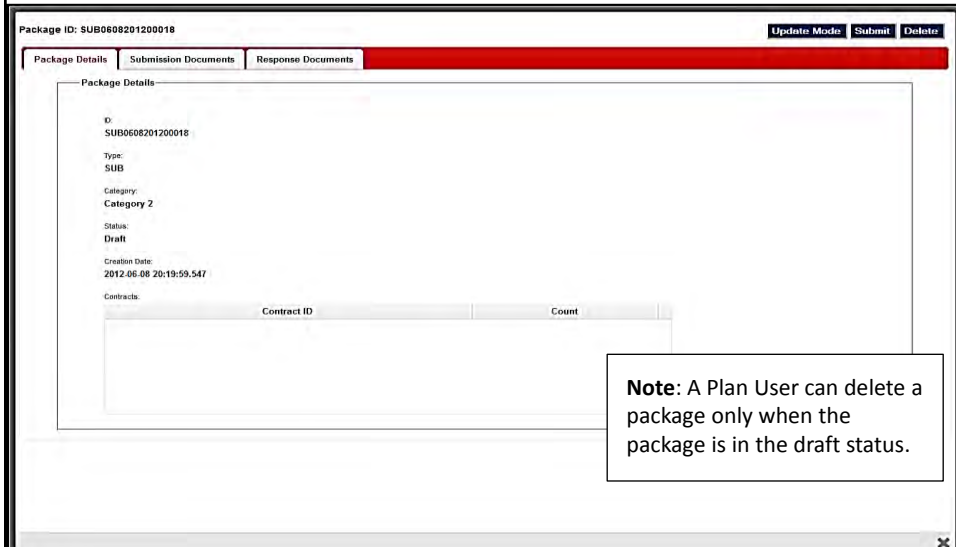 Package ID: SUB0608201200018
Update Mode Submit Delete
Package Details Submission Documents Response Documents
Package Details
ID:
SUB0608201200018
Type:
SUB
Category:
Category 2
Status:
Draft
Creation Date:
2012-06-08 20:19:59.547
Contracts:
Contract ID Count
Note: A Plan User can delete a
package only when the
package is in the draft status.